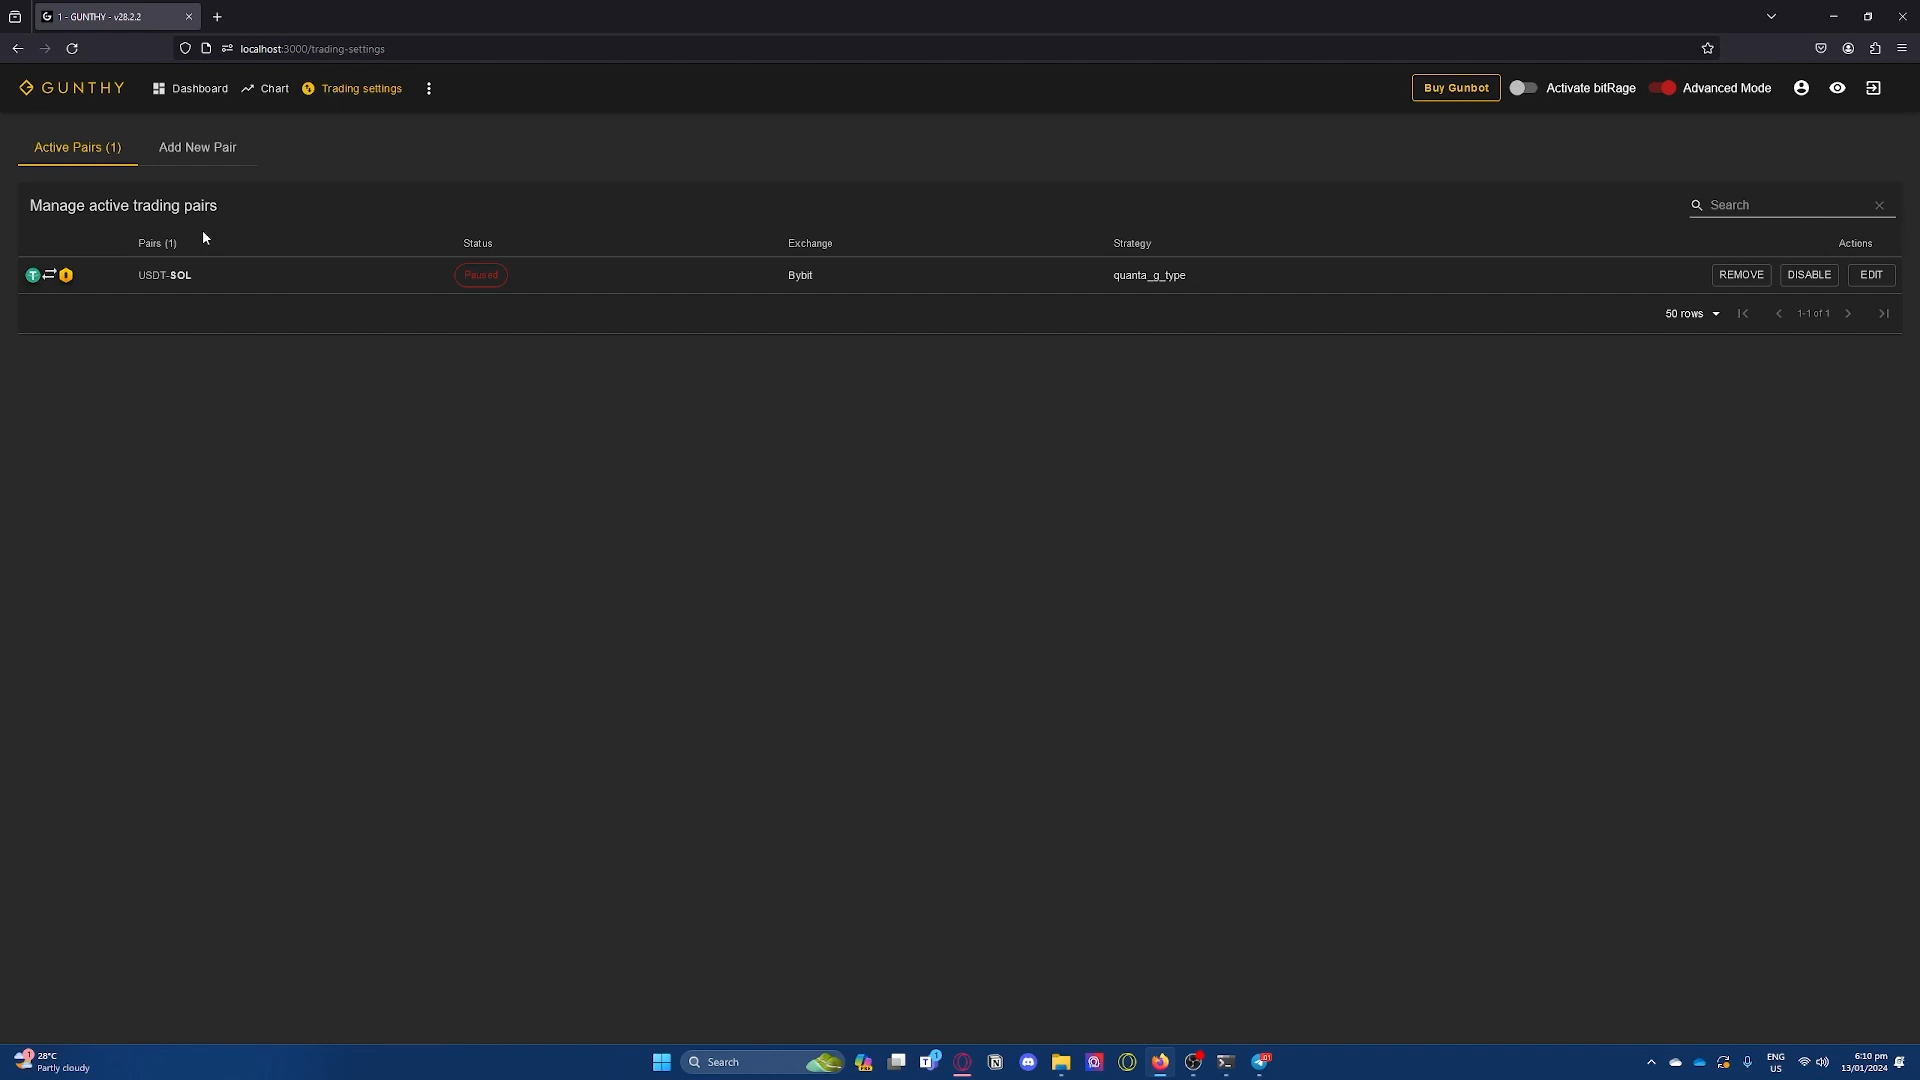 1 - GUNTHY - v28.2.2
localhost:3000/trading-settings
GUNTHY Dashboard Chart Trading settings Buy Gunbot Activate bitRage Advanced Mode
Active Pairs (1) Add New Pair
Manage active trading pairs Search
Pairs (1) Status Exchange Strategy Actions
USDT-SOL Paused Bybit quanta_g_type REMOVE DISABLE EDIT
50 rows 1-1 of 1
28°C
Partly cloudy
Search
ENG
US
6:10 pm
13/01/2024